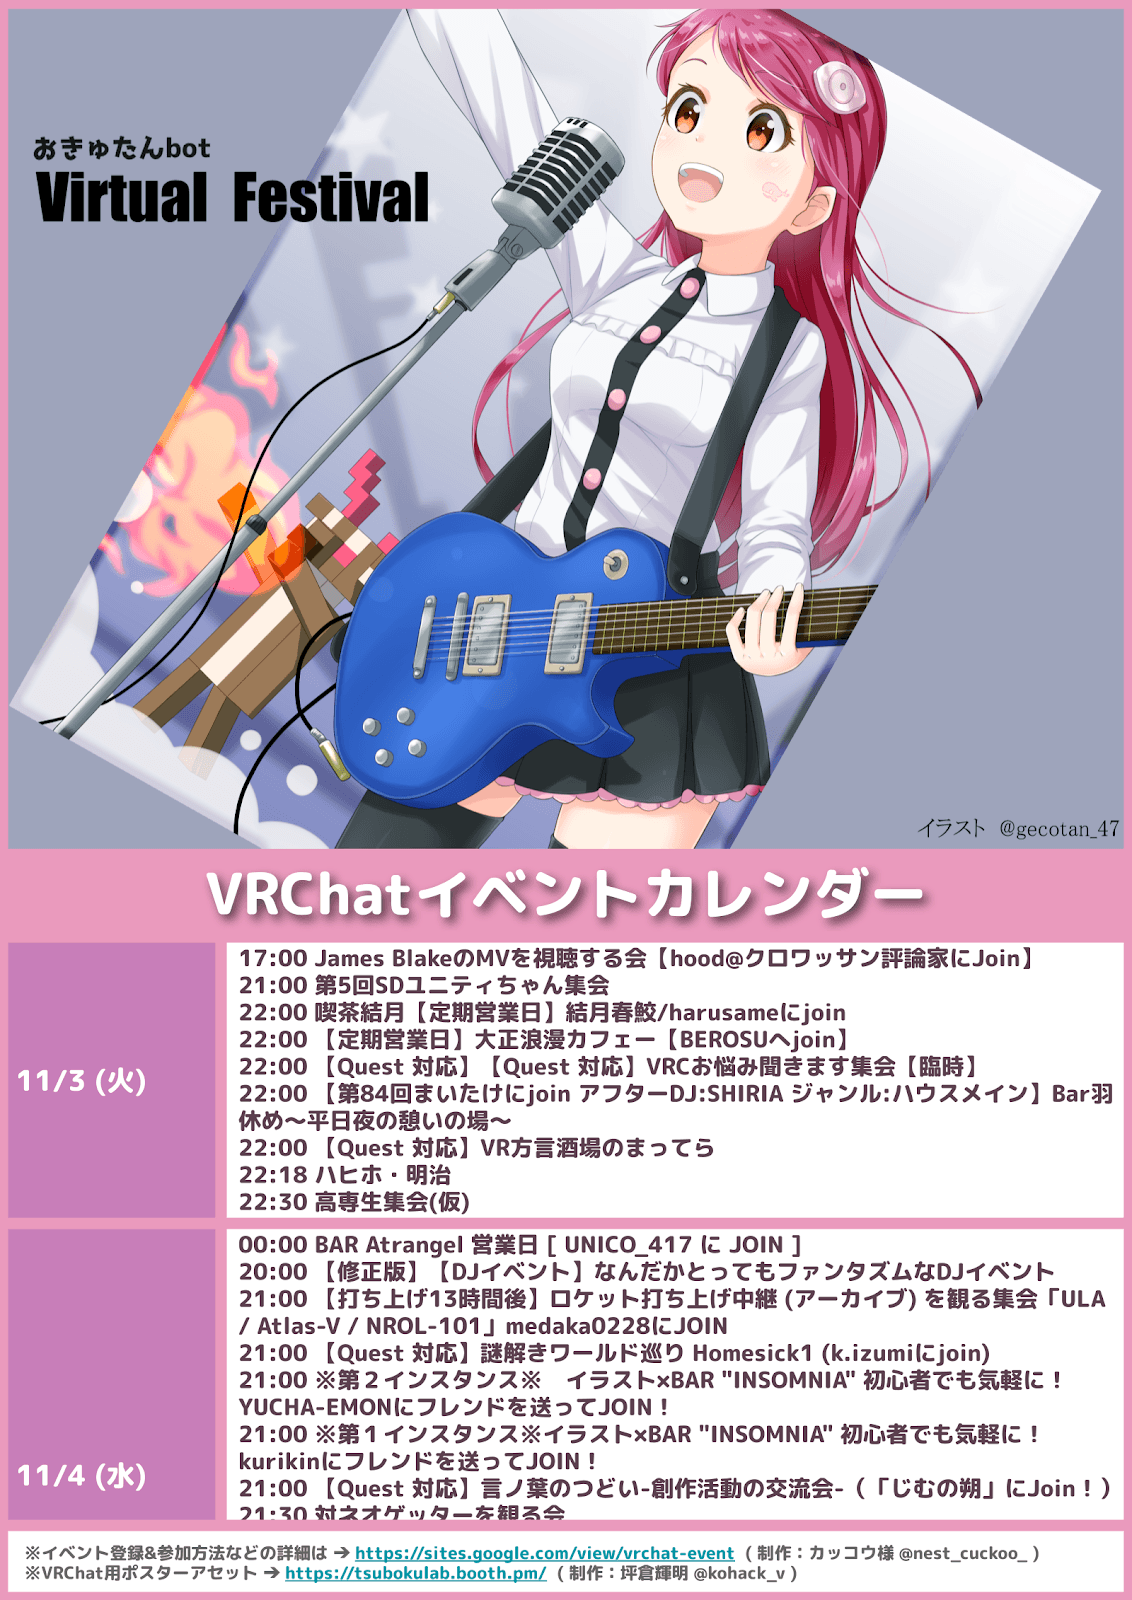 おきゅたんbot
Virtual Festival
イラスト @gecotan_47
VRChatイベントカレンダー
11/3 (火)
17:00 James BlakeのMVを視聴する会【hood@クロワッサン評論家にJoin】
21:00 第5回SDユニティちゃん集会
22:00 喫茶結月【定期営業日】結月春鮫/harusameにjoin
22:00 【定期営業日】大正浪漫カフェー【BEROSUへjoin】
22:00 【Quest 対応】【Quest 対応】VRCお悩み聞きます集会【臨時】
22:00 【第84回まいたけにjoin アフターDJ:SHIRIA ジャンル:ハウスメイン】Bar羽
休め～平日夜の憩いの場～
22:00 【Quest 対応】VR方言酒場のまってら
22:18 ハヒホ・明治
22:30 高専生集会(仮)
11/4 (水)
00:00 BAR Atrangel 営業日 [ UNICO_417 に JOIN ]
20:00 【修正版】【DJイベント】なんだかとってもファンタズムなDJイベント
21:00 【打ち上げ13時間後】ロケット打ち上げ中継 (アーカイブ) を観る集会「ULA
/ Atlas-V / NROL-101」medaka0228にJOIN
21:00 【Quest 対応】謎解きワールド巡り Homesick1 (k.izumiにjoin)
21:00 ※第２インスタンス※　イラスト×BAR "INSOMNIA" 初心者でも気軽に！
YUCHA-EMONにフレンドを送ってJOIN！
21:00 ※第１インスタンス※イラスト×BAR "INSOMNIA" 初心者でも気軽に！
kurikinにフレンドを送ってJOIN！
21:00 【Quest 対応】言ノ葉のつどい-創作活動の交流会-（「じむの朔」にJoin！）
21:30 対ネオゲッターを観る会
※イベント登録&参加方法などの詳細は → https://sites.google.com/view/vrchat-event （ 制作：カッコウ様 @nest_cuckoo_ ）
※VRChat用ポスターアセット → https://tsubokulab.booth.pm/ （ 制作：坪倉輝明 @kohack_v ）